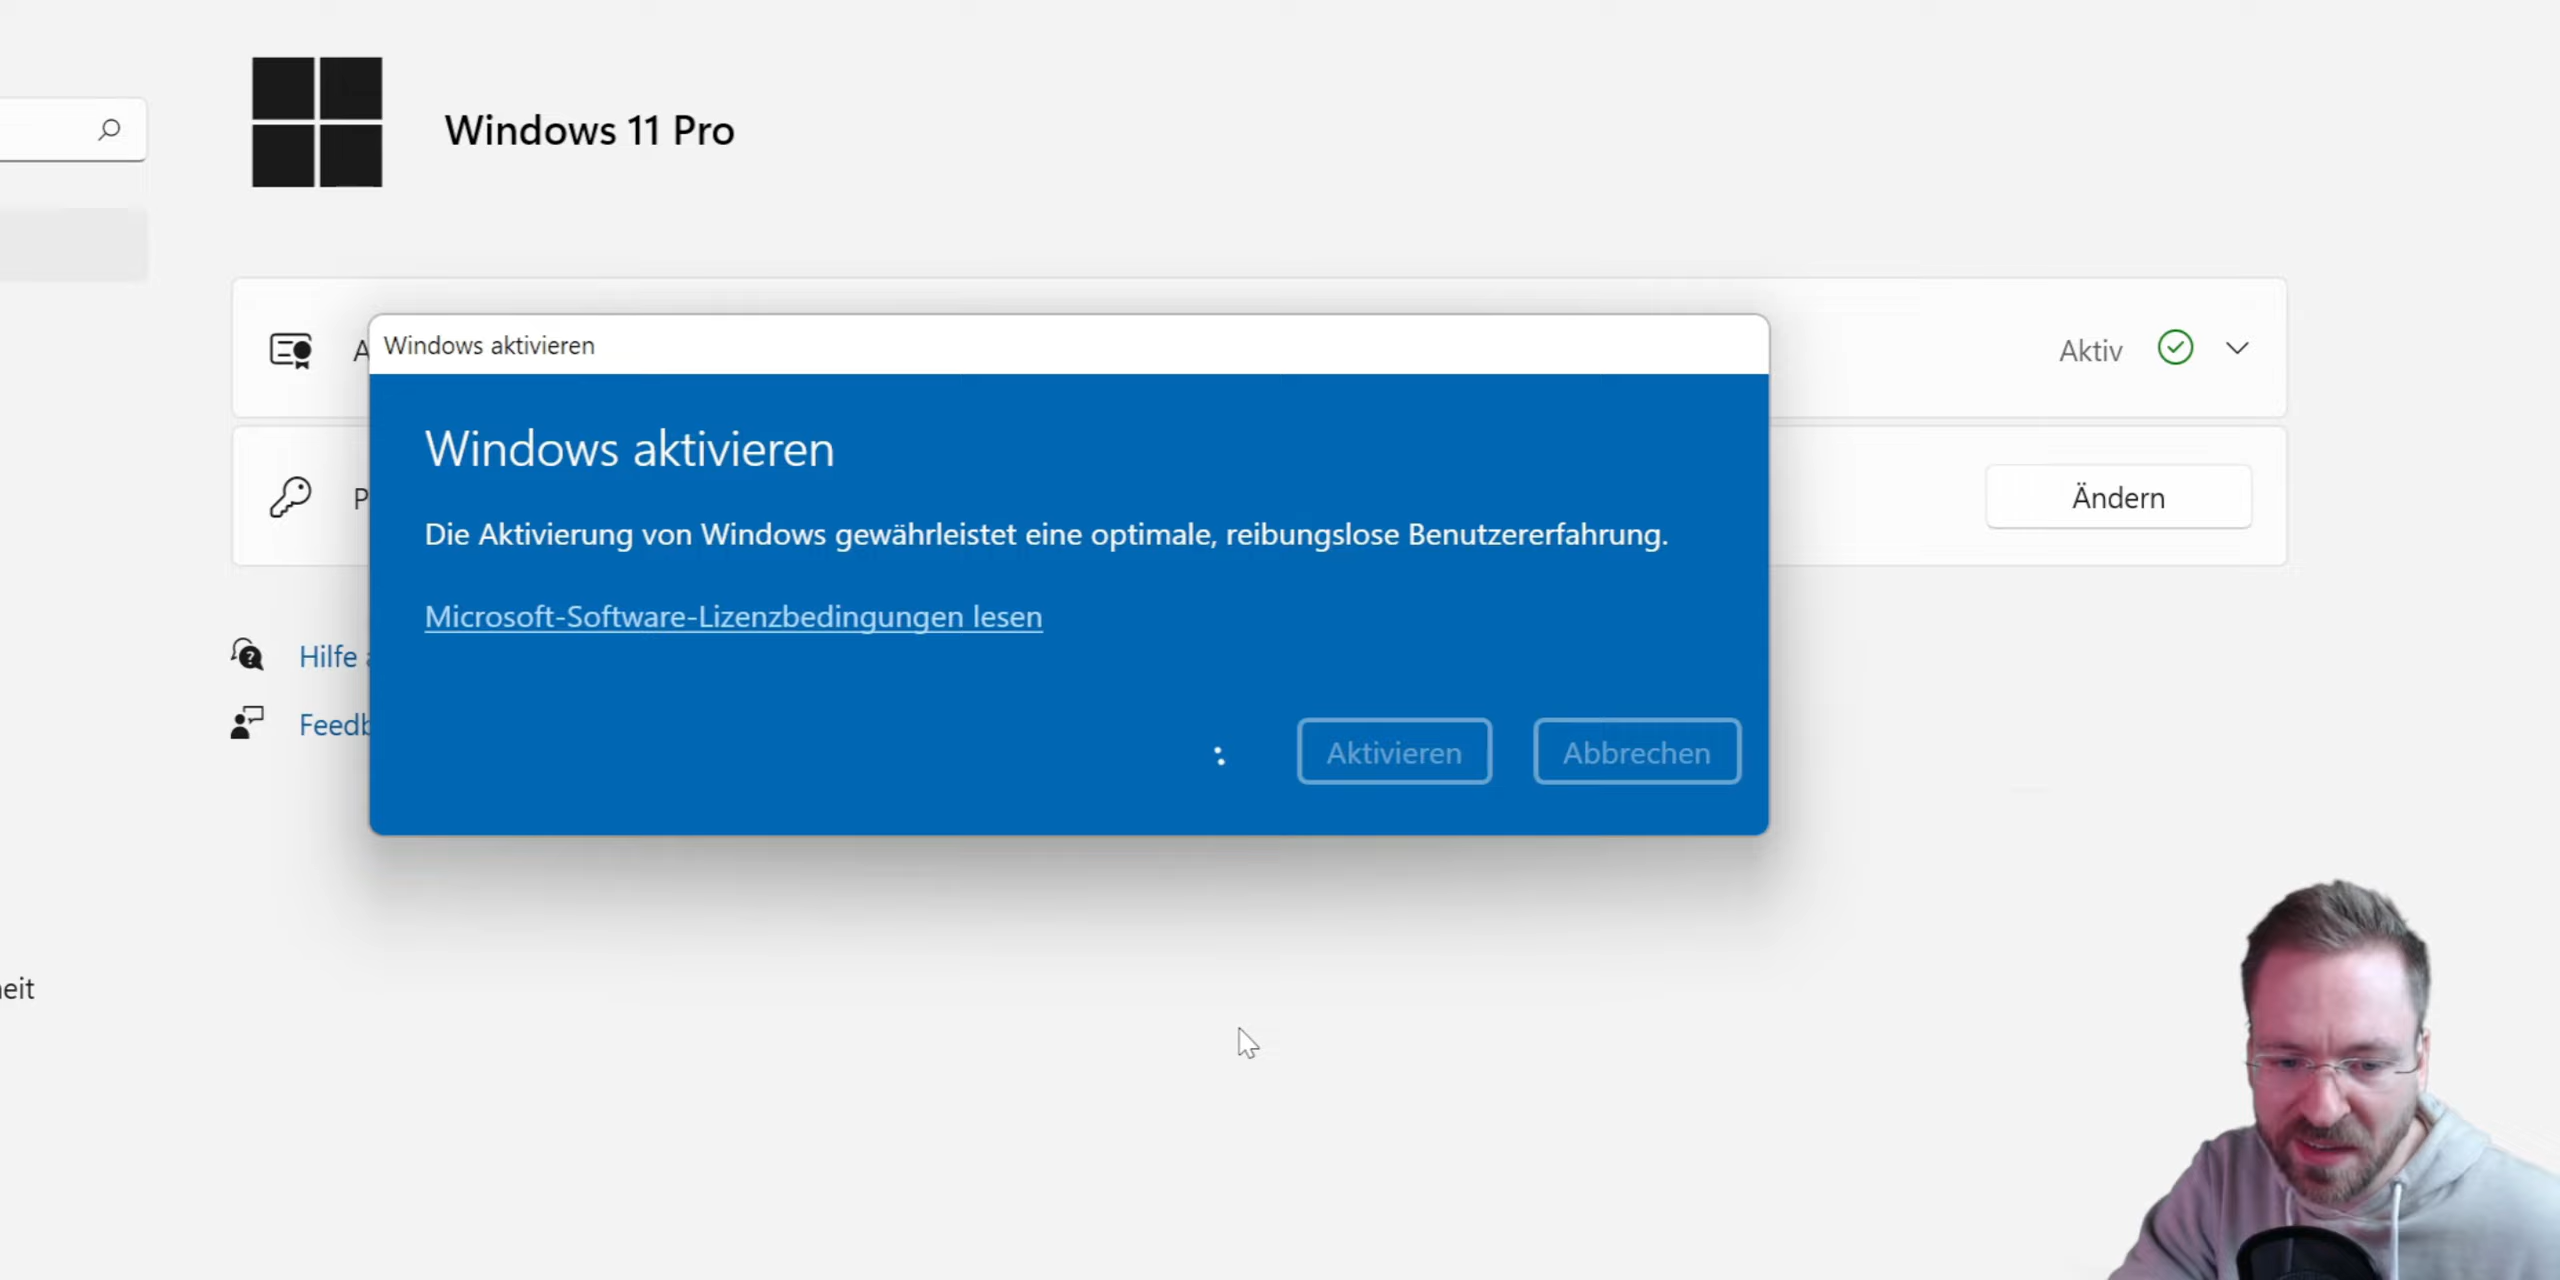 Windows 11 Pro
Windows aktivieren
A
Aktiv
Windows aktivieren
Die Aktivierung von Windows gewährleistet eine optimale, reibungslose Benutzererfahrung.
P
Ändern
Microsoft-Software-Lizenzbedingungen lesen
Hilfe
Feedb
Aktivieren
Abbrechen
eit